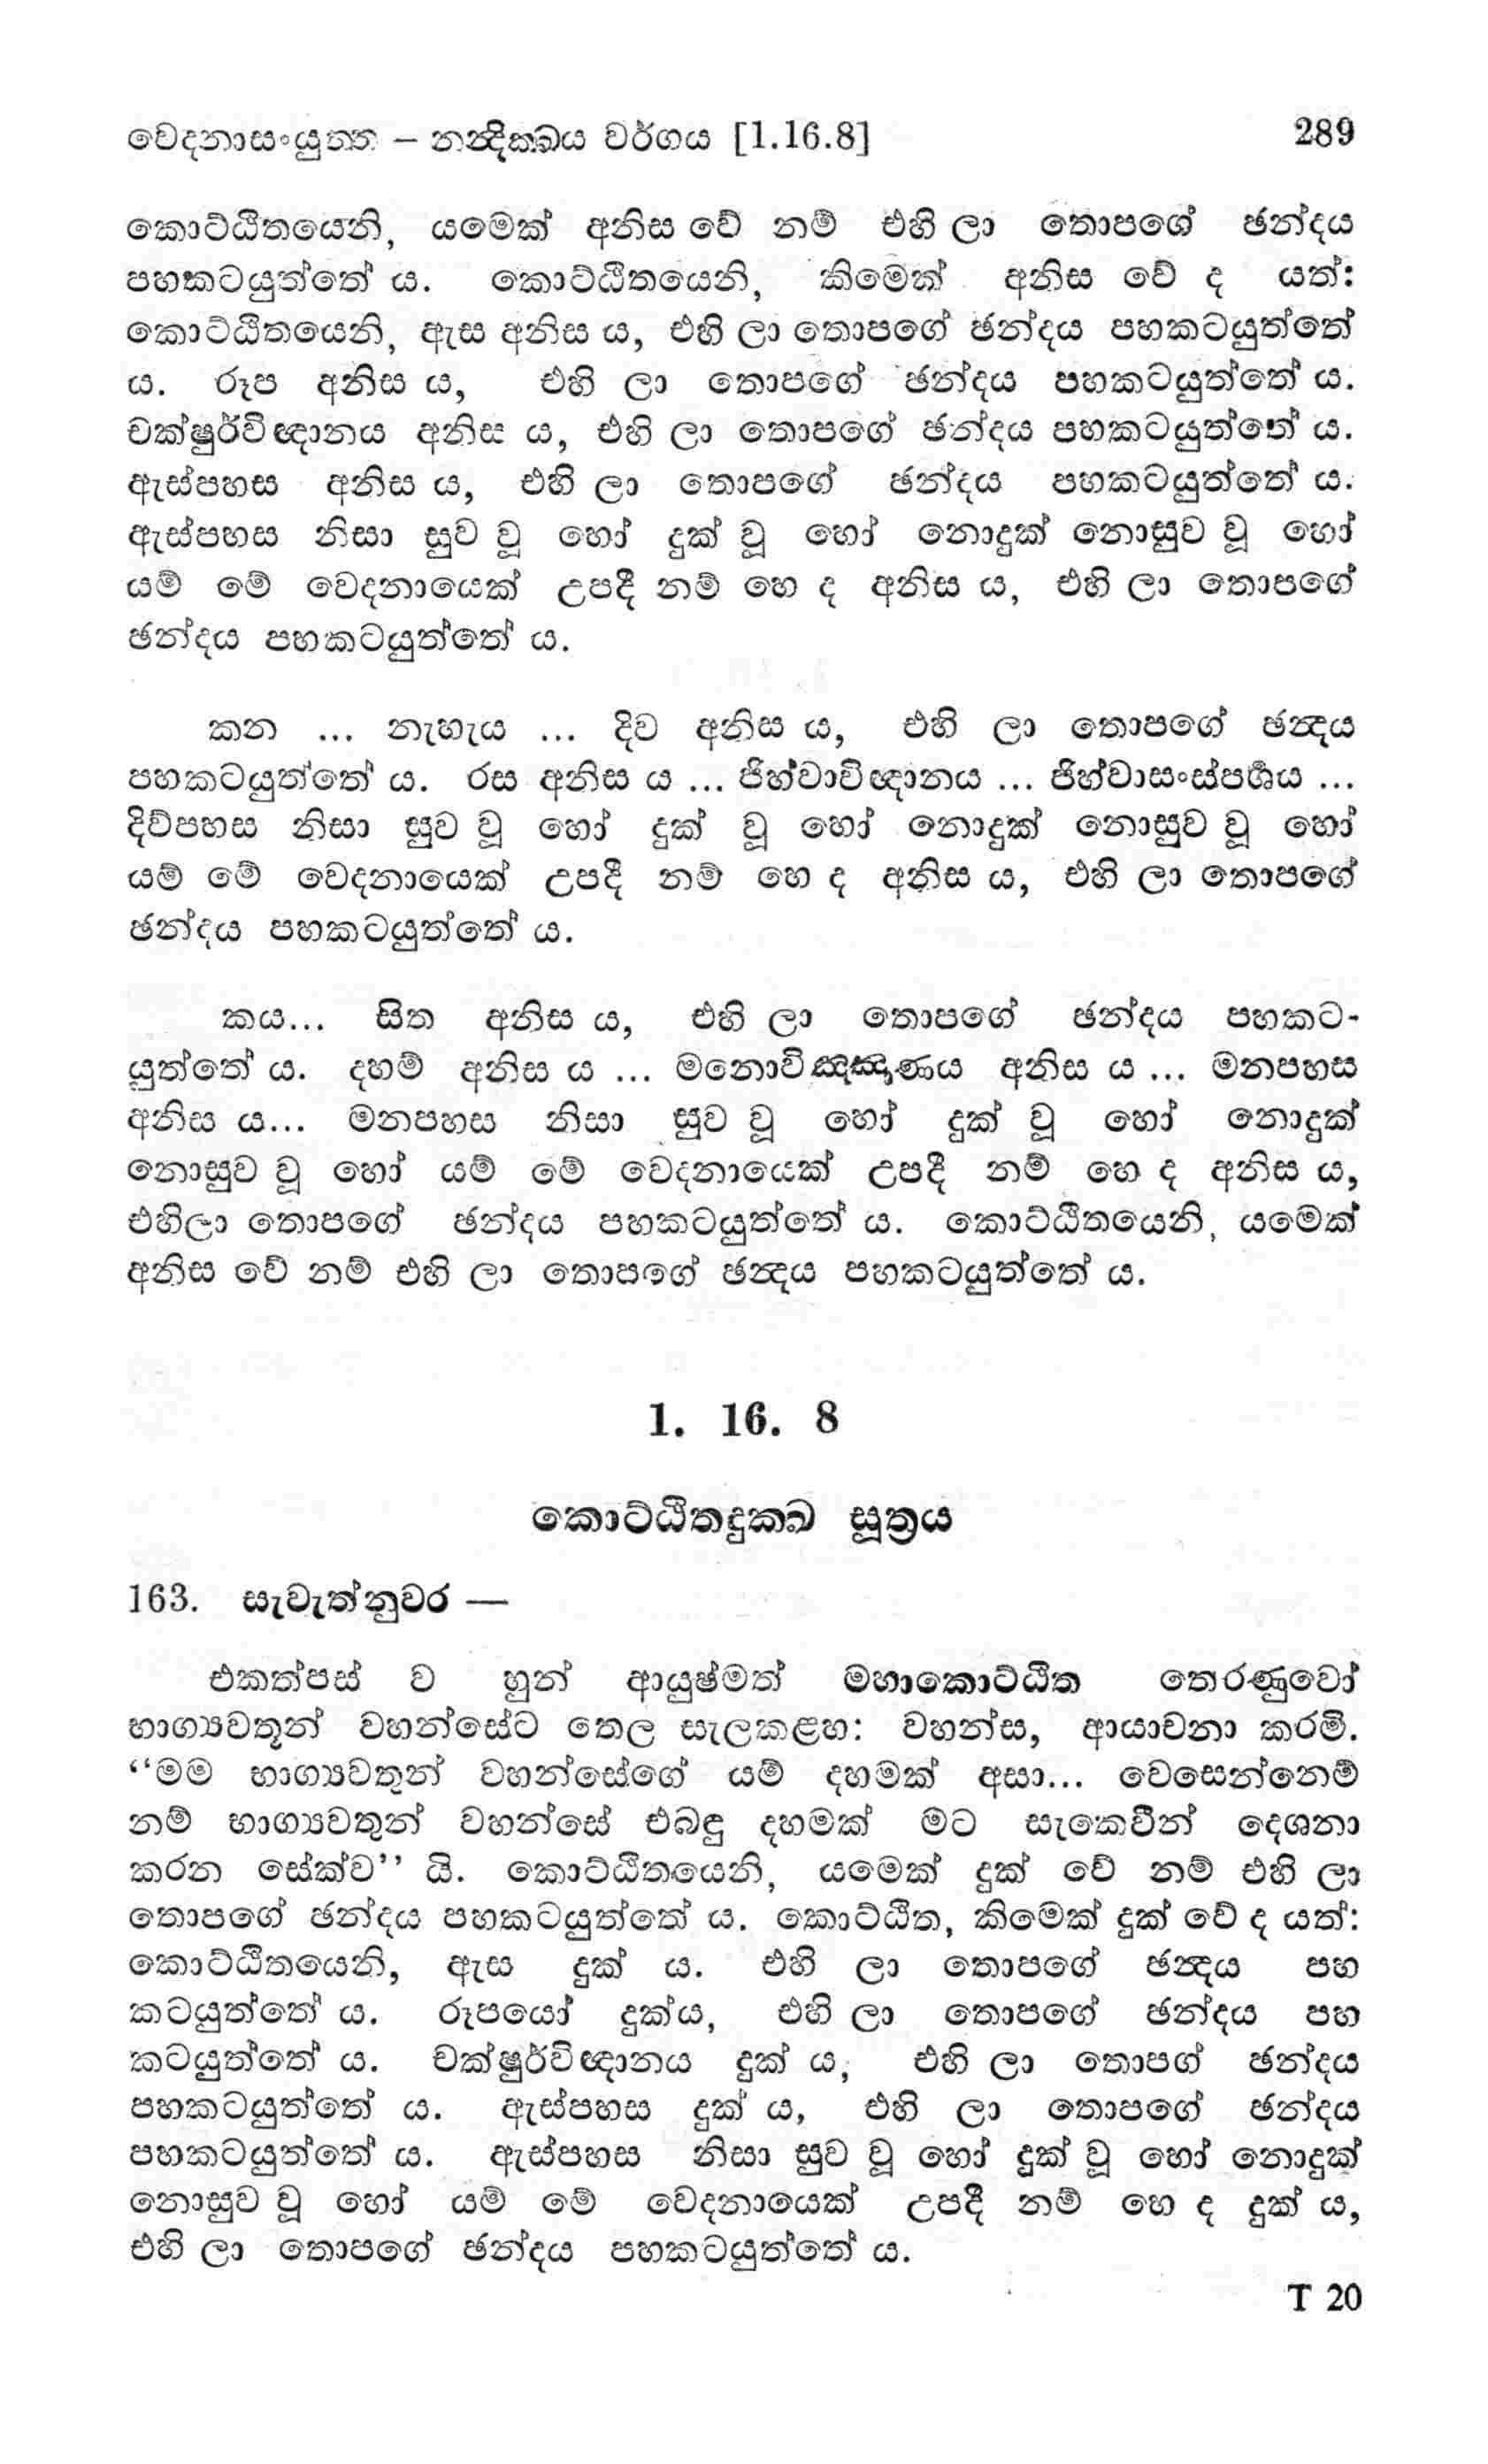 වෙදනාසංයුත්ත – නන්දික්ඛය වර්ගය [1.16.8] 289
කොට්ඨිතයෙනි, යමෙක් අනිස වේ නම් එහි ලා තොපගේ ඡන්දය
පහකටයුත්තේ ය. කොට්ඨිතයෙනි, කිමෙක් අනිස වේ ද යත්:
කොට්ඨිතයෙනි, ඇස අනිස ය, එහි ලා තොපගේ ඡන්දය පහකටයුත්තේ
ය. රූප අනිස ය, එහි ලා තොපගේ ඡන්දය පහකටයුත්තේ ය.
චක්ෂුර්විඥානය අනිස ය, එහි ලා තොපගේ ඡන්දය පහකටයුත්තේ ය.
ඇස්පහස අනිස ය, එහි ලා තොපගේ ඡන්දය පහකටයුත්තේ ය.
ඇස්පහස නිසා සුව වූ හෝ දුක් වූ හෝ නොදුක් නොසුව වූ හෝ
යම් මේ වෙදනායෙක් උපදී නම් හෙ ද අනිස ය, එහි ලා තොපගේ
ඡන්දය පහකටයුත්තේ ය.
කන ... නැහැය ... දිව අනිස ය, එහි ලා තොපගේ ඡන්‍දය
පහකටයුත්තේ ය. රස අනිස ය ... ජිහ්වාවිඥානය ... ජිහ්වාසංස්පර්‍ශය ...
දිව්පහස නිසා සුව වූ හෝ දුක් වූ හෝ නොදුක් නොසුව වූ හෝ
යම් මේ වෙදනායෙක් උපදී නම් හෙ ද අනිස ය, එහි ලා තොපගේ
ඡන්දය පහකටයුත්තේ ය.
කය... සිත අනිස ය, එහි ලා තොපගේ ඡන්දය පහකට-
යුත්තේ ය. දහම් අනිස ය ... මනොවිඤ්ඤාණය අනිස ය ... මනපහස
අනිස ය... මනපහස නිසා සුව වූ හෝ දුක් වූ හෝ නොදුක්
නොසුව වූ හෝ යම් මේ වෙදනායෙක් උපදී නම් හෙ ද අනිස ය,
එහිලා තොපගේ ඡන්දය පහකටයුත්තේ ය. කොට්ඨිතයෙනි, යමෙක්
අනිස වේ නම් එහි ලා තොපගේ ඡන්‍දය පහකටයුත්තේ ය.
1. 16. 8
කොට්ඨිතදුක්ඛ සූත්‍රය
163. සැවැත්නුවර —
එකත්පස් ව හුන් ආයුෂ්මත් මහාකොට්ඨිත තෙරණුවෝ
භාග්‍යවතූන් වහන්සේට තෙල සැලකළහ: වහන්ස, ආයාචනා කරමි.
“මම භාග්‍යවතුන් වහන්සේගේ යම් දහමක් අසා... වෙසෙන්නෙම්
නම් භාග්‍යවතුන් වහන්සේ එබඳු දහමක් මට සැකෙවින් දෙශනා
කරන සේක්ව’’ යි. කොට්ඨිතයෙනි, යමෙක් දුක් වේ නම් එහි ලා
තොපගේ ඡන්දය පහකටයුත්තේ ය. කොට්ඨිත, කිමෙක් දුක් වේ ද යත්:
කොට්ඨිතයෙනි, ඇස දුක් ය. එහි ලා තොපගේ ඡන්‍දය පහ
කටයුත්තේ ය. රූපයෝ දුක්ය, එහි ලා තොපගේ ඡන්දය පහ
කටයුත්තේ ය. චක්ෂුර්විඥානය දුක් ය, එහි ලා තොපග් ඡන්දය
පහකටයුත්තේ ය. ඇස්පහස දුක් ය, එහි ලා තොපගේ ඡන්දය
පහකටයුත්තේ ය. ඇස්පහස නිසා සුව වූ හෝ දුක් වූ හෝ නොදුක්
නොසුව වූ හෝ යම් මේ වෙදනායෙක් උපදී නම් හෙ ද දුක් ය,
එහි ලා තොපගේ ඡන්දය පහකටයුත්තේ ය.
T 20